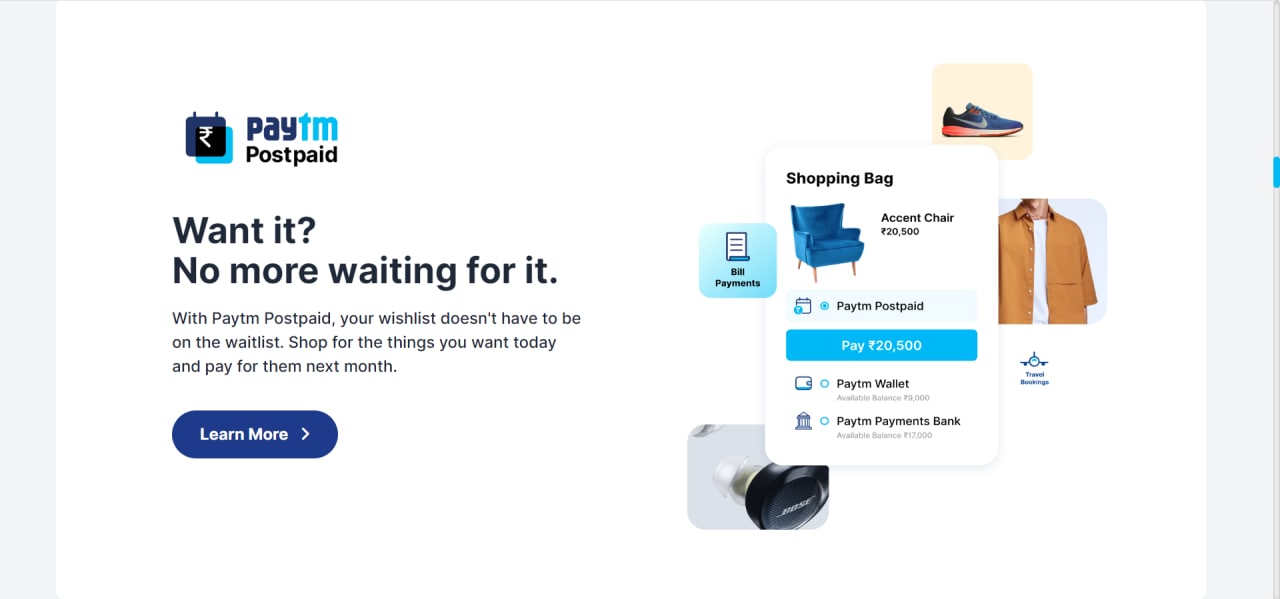 ₹
paytm
Postpaid
Want it?
No more waiting for it.
With Paytm Postpaid, your wishlist doesn't have to be
on the waitlist. Shop for the things you want today
and pay for them next month.
Learn More
Bill
Payments
Shopping Bag
Accent Chair
₹20,500
Paytm Postpaid
Pay ₹20,500
Paytm Wallet
Available Balance ₹9,000
Paytm Payments Bank
Available Balance ₹17,000
Travel
Bookings
BOSE